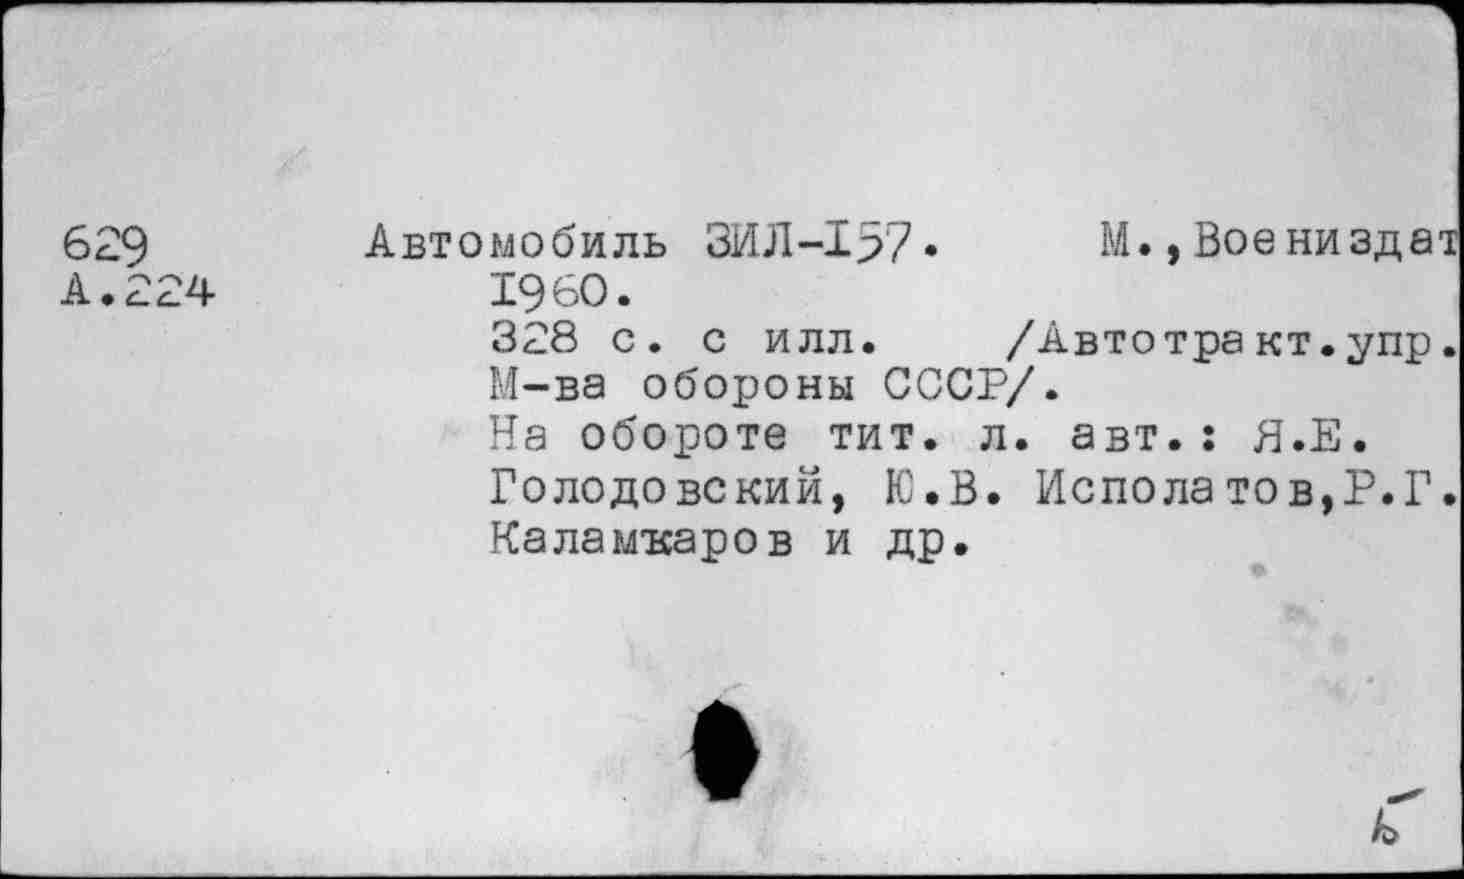 629 Автомобиль ЗИЛ-157. М.,Воениздат
А.224 1960.
328 с. с илл. /Автотракт.упр.
М-ва обороны СССР/.
На обороте тит. л. авт.: Я.Е.
Голодовский, Ю.В. Исполатов,Р.Г.
Каламкаров и др.